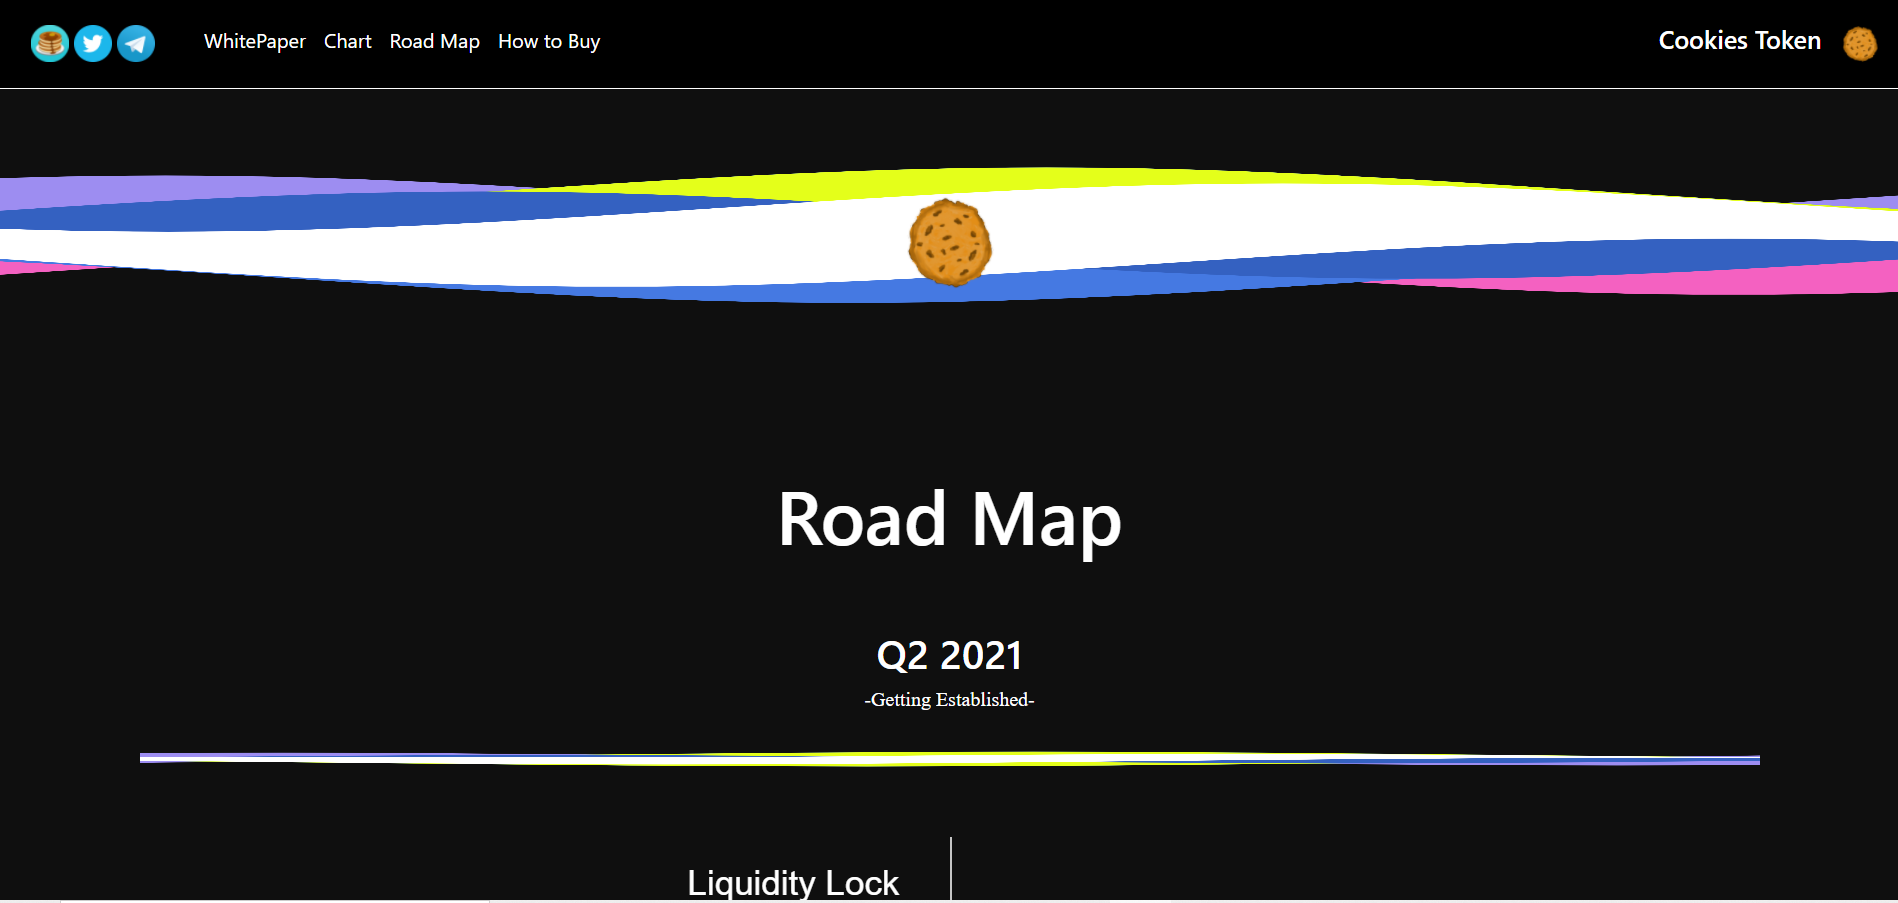 WhitePaper Chart Road Map How to Buy Cookies Token
Road Map
Q2 2021
-Getting Established-
Liquidity Lock